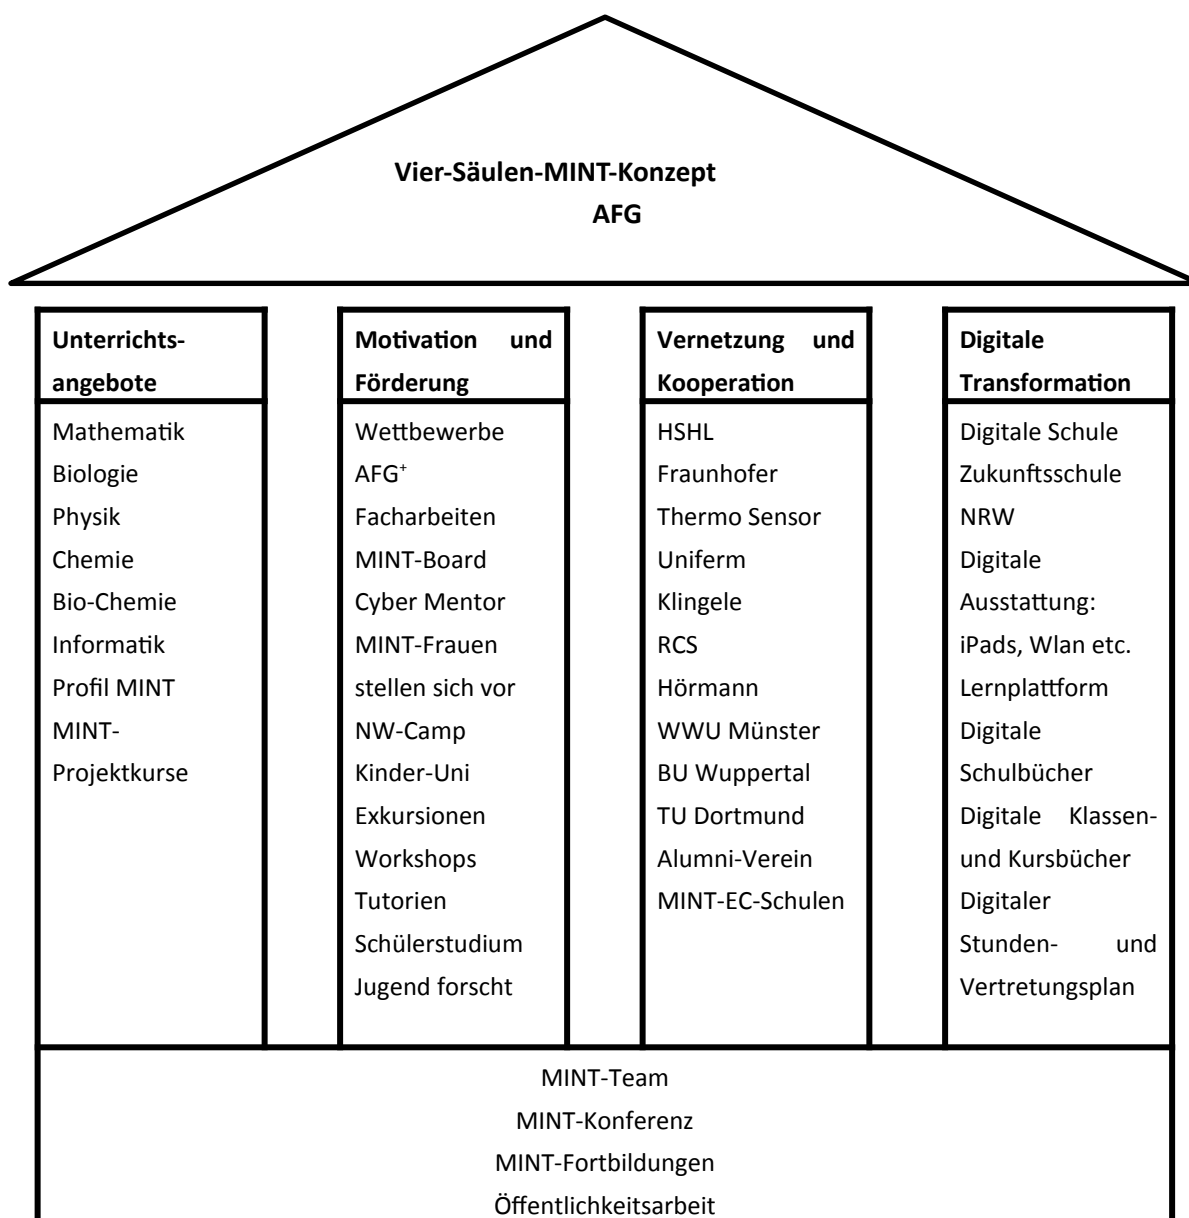 Vier-Säulen-MINT-Konzept
AFG
Unterrichts-
angebote
Mathematik
Biologie
Physik
Chemie
Bio-Chemie
Informatik
Profil MINT
MINT-
Projektkurse
Motivation und
Förderung
Wettbewerbe
AFG⁺
Facharbeiten
MINT-Board
Cyber Mentor
MINT-Frauen
stellen sich vor
NW-Camp
Kinder-Uni
Exkursionen
Workshops
Tutorien
Schülerstudium
Jugend forscht
Vernetzung und
Kooperation
HSHL
Fraunhofer
Thermo Sensor
Uniferm
Klingele
RCS
Hörmann
WWU Münster
BU Wuppertal
TU Dortmund
Alumni-Verein
MINT-EC-Schulen
Digitale
Transformation
Digitale Schule
Zukunftsschule
NRW
Digitale
Ausstattung:
iPads, Wlan etc.
Lernplattform
Digitale
Schulbücher
Digitale Klassen-
und Kursbücher
Digitaler
Stunden- und
Vertretungsplan
MINT-Team
MINT-Konferenz
MINT-Fortbildungen
Öffentlichkeitsarbeit